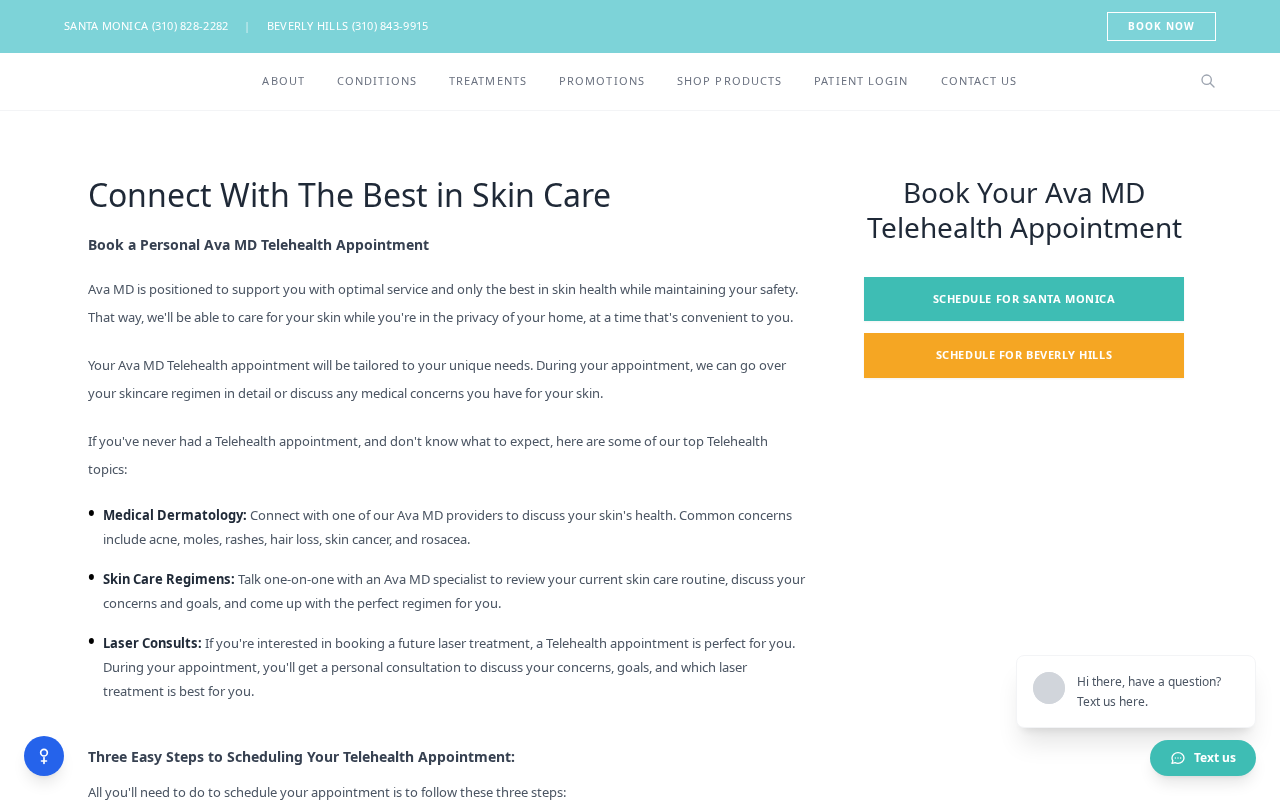 SANTA MONICA (310) 828-2282 | BEVERLY HILLS (310) 843-9915
BOOK NOW
ABOUT CONDITIONS TREATMENTS PROMOTIONS SHOP PRODUCTS PATIENT LOGIN CONTACT US
Connect With The Best in Skin Care
Book a Personal Ava MD Telehealth Appointment
Ava MD is positioned to support you with optimal service and only the best in skin health while maintaining your safety.
That way, we'll be able to care for your skin while you're in the privacy of your home, at a time that's convenient to you.
Your Ava MD Telehealth appointment will be tailored to your unique needs. During your appointment, we can go over
your skincare regimen in detail or discuss any medical concerns you have for your skin.
If you've never had a Telehealth appointment, and don't know what to expect, here are some of our top Telehealth
topics:
• Medical Dermatology: Connect with one of our Ava MD providers to discuss your skin's health. Common concerns
include acne, moles, rashes, hair loss, skin cancer, and rosacea.
• Skin Care Regimens: Talk one-on-one with an Ava MD specialist to review your current skin care routine, discuss your
concerns and goals, and come up with the perfect regimen for you.
• Laser Consults: If you're interested in booking a future laser treatment, a Telehealth appointment is perfect for you.
During your appointment, you'll get a personal consultation to discuss your concerns, goals, and which laser
treatment is best for you.
Three Easy Steps to Scheduling Your Telehealth Appointment:
All you'll need to do to schedule your appointment is to follow these three steps:
Book Your Ava MD
Telehealth Appointment
SCHEDULE FOR SANTA MONICA
SCHEDULE FOR BEVERLY HILLS
Hi there, have a question?
Text us here.
Text us